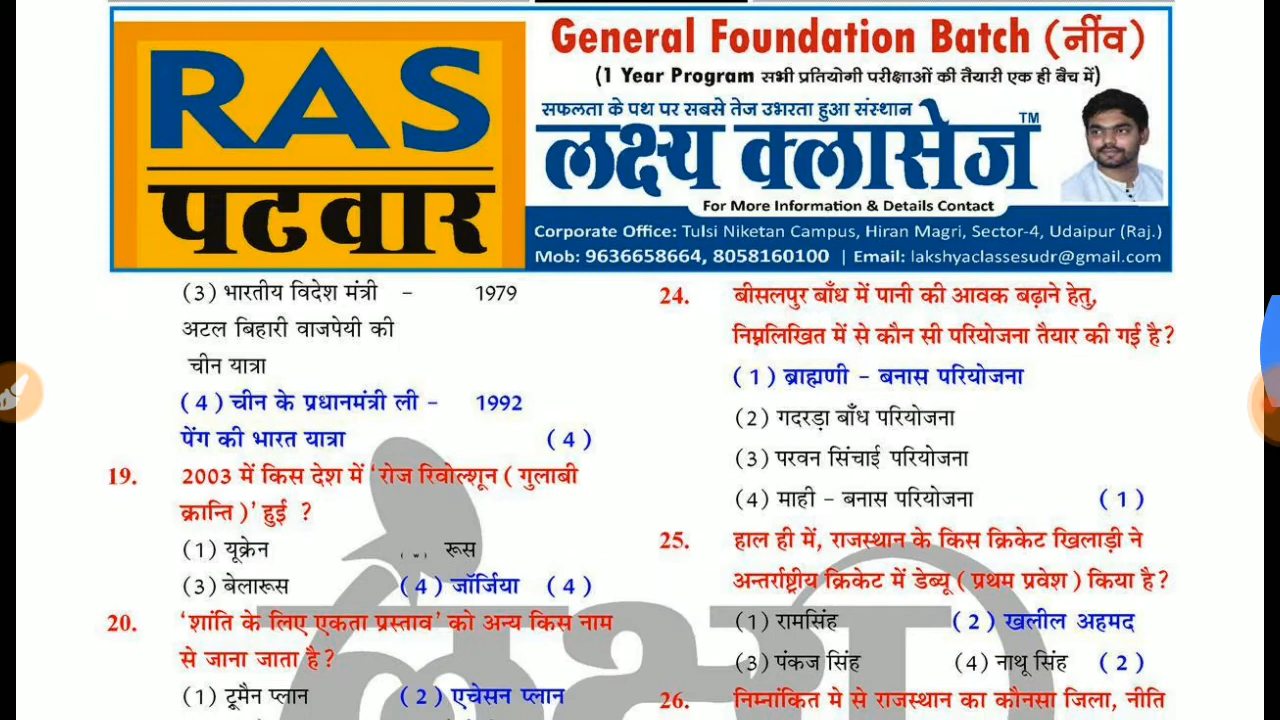 RAS
पटवार
General Foundation Batch (नींव)
(1 Year Program सभी प्रतियोगी परीक्षाओं की तैयारी एक ही बैच में)
सफलता के पथ पर सबसे तेज उभरता हुआ संस्थान
लक्ष्य क्लासेज TM
For More Information & Details Contact
Corporate Office: Tulsi Niketan Campus, Hiran Magri, Sector-4, Udaipur (Raj.)
Mob: 9636658664, 8058160100 | Email: lakshyaclassesudr@gmail.com
(3) भारतीय विदेश मंत्री - 1979
अटल बिहारी वाजपेयी की
चीन यात्रा
(4) चीन के प्रधानमंत्री ली - 1992
पेंग की भारत यात्रा (4)
19. 2003 में किस देश में 'रोज रिवोल्शून (गुलाबी
क्रान्ति)' हुई ?
(1) यूक्रेन रूस
(3) बेलारूस (4) जॉर्जिया (4)
20. 'शांति के लिए एकता प्रस्ताव' को अन्य किस नाम
से जाना जाता है?
(1) ट्रूमैन प्लान (2) एचेसन प्लान
24. बीसलपुर बाँध में पानी की आवक बढ़ाने हेतु,
निम्नलिखित में से कौन सी परियोजना तैयार की गई है?
(1) ब्राह्मणी - बनास परियोजना
(2) गदरड़ा बाँध परियोजना
(3) परवन सिंचाई परियोजना
(4) माही - बनास परियोजना (1)
25. हाल ही में, राजस्थान के किस क्रिकेट खिलाड़ी ने
अन्तर्राष्ट्रीय क्रिकेट में डेब्यू (प्रथम प्रवेश) किया है?
(1) रामसिंह (2) खलील अहमद
(3) पंकज सिंह (4) नाथू सिंह (2)
26. निम्नांकित मे से राजस्थान का कौनसा जिला, नीति
लक्ष्य